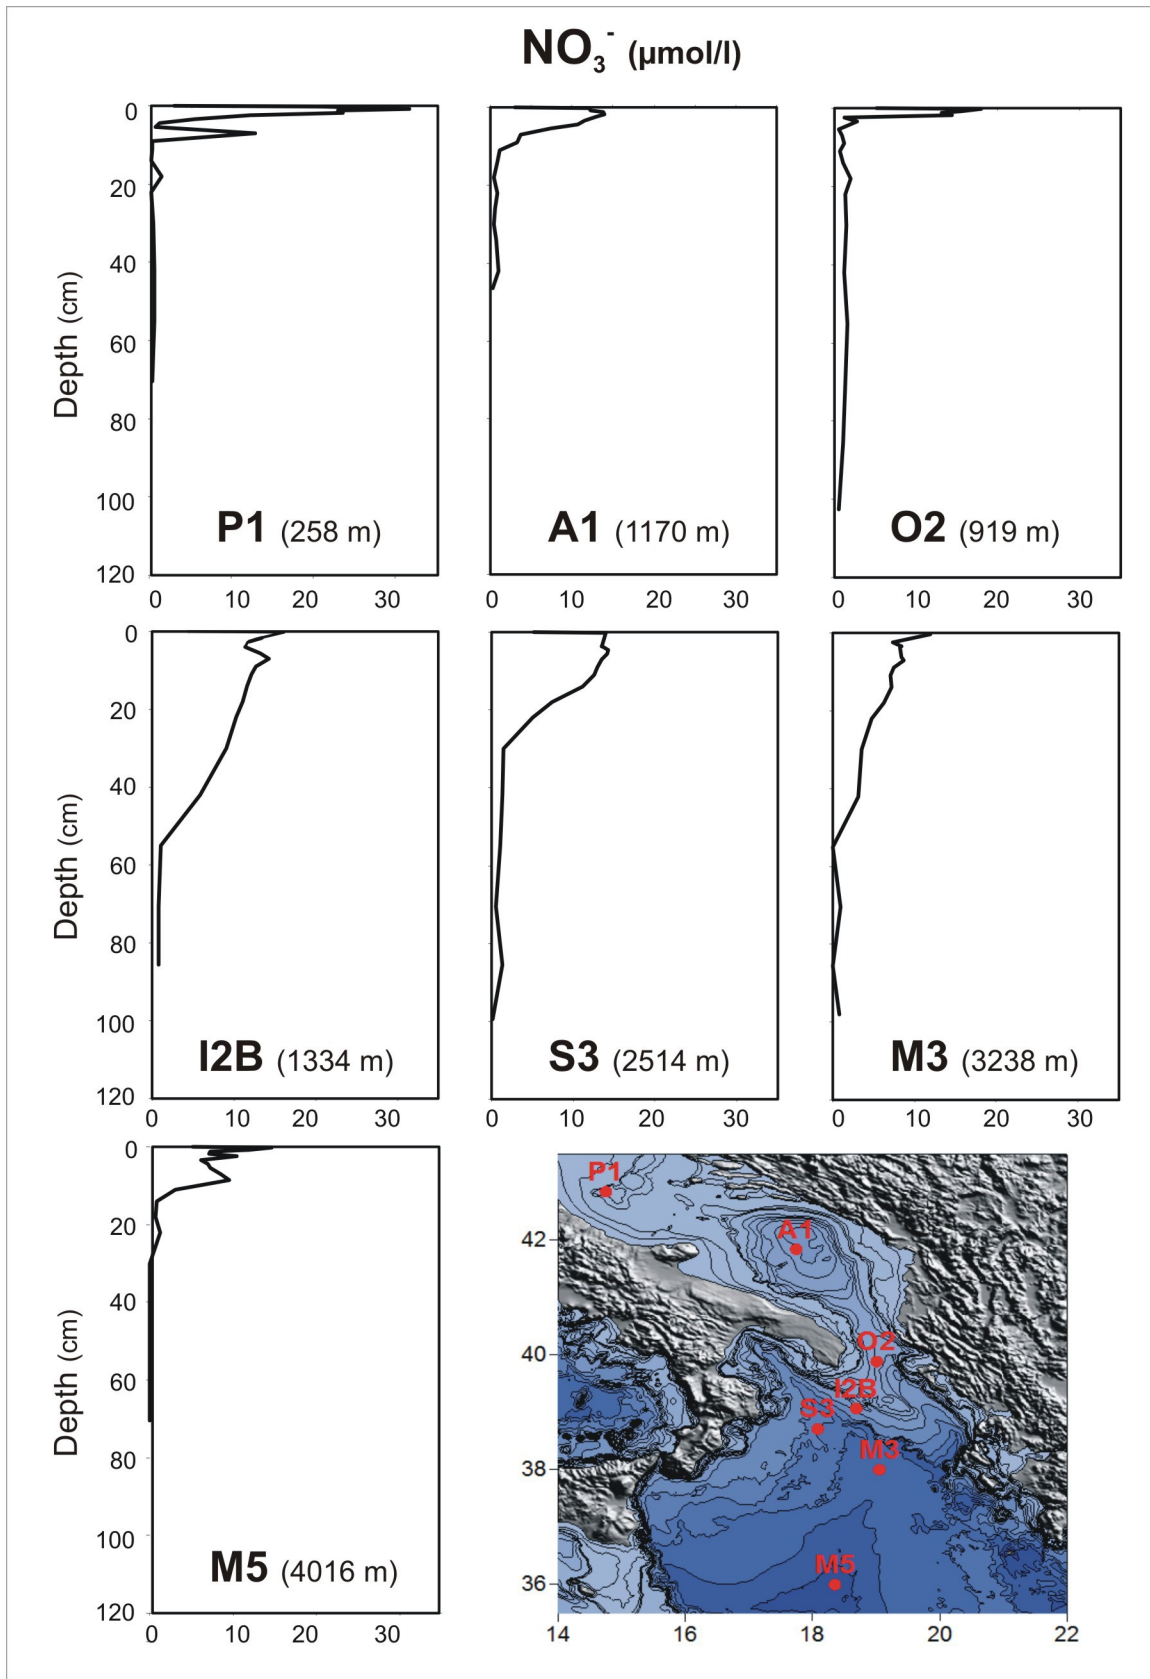 NO₃⁻ (µmol/l)
0
20
40
60
80
100
120
Depth (cm)
P1 (258 m)
A1 (1170 m)
O2 (919 m)
0 10 20 30
0 10 20 30
0 10 20 30
0
20
40
60
80
100
120
Depth (cm)
I2B (1334 m)
S3 (2514 m)
M3 (3238 m)
0 10 20 30
0 10 20 30
0 10 20 30
0
20
40
60
80
100
120
Depth (cm)
M5 (4016 m)
0 10 20 30
P1
A1
O2
I2B
S3
M3
M5
42
40
38
36
14 16 18 20 22